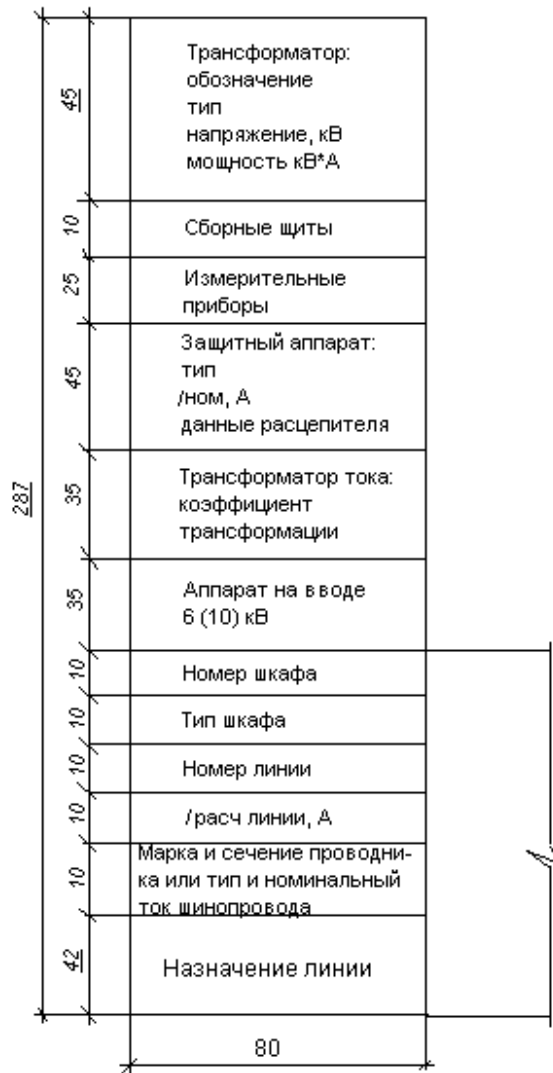 45
Трансформатор:
обозначение
тип
напряжение, кВ
мощность кВ*А
10
Сборные щиты
25
Измерительные
приборы
45
Защитный аппарат:
тип
/ном, А
данные расцепителя
287
35
Трансформатор тока:
коэффициент
трансформации
35
Аппарат на вводе
6 (10) кВ
10
Номер шкафа
10
Тип шкафа
10
Номер линии
10
/расч линии, А
10
Марка и сечение проводни-
ка или тип и номинальный
ток шинопровода
42
Назначение линии
80